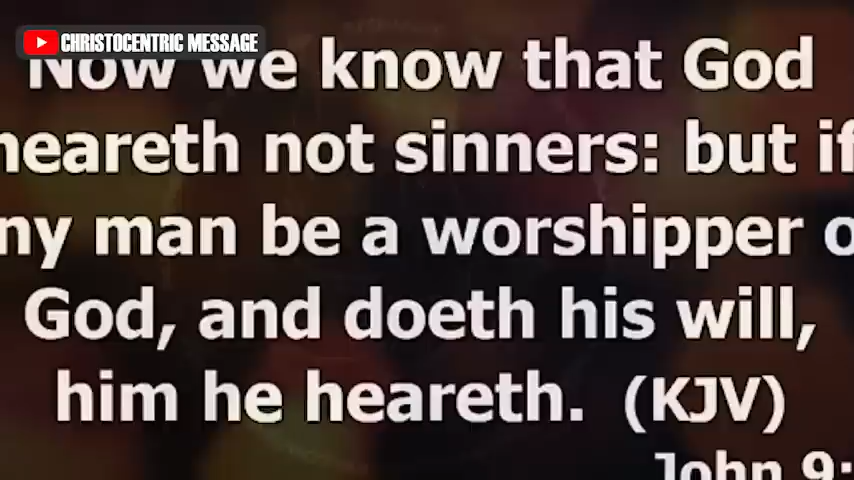 CHRISTOCENTRIC MESSAGE
Now we know that God
heareth not sinners: but if
ny man be a worshipper o
God, and doeth his will,
him he heareth. (KJV)
John 9: